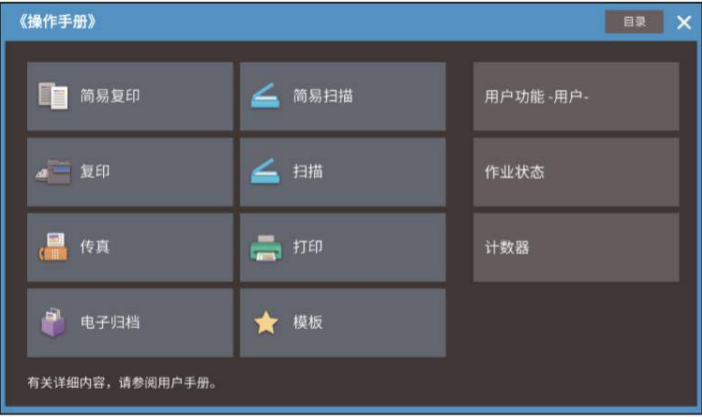 《操作手册》 目录
简易复印 简易扫描 用户功能 -用户-
复印 扫描 作业状态
传真 打印 计数器
电子归档 模板
有关详细内容，请参阅用户手册。